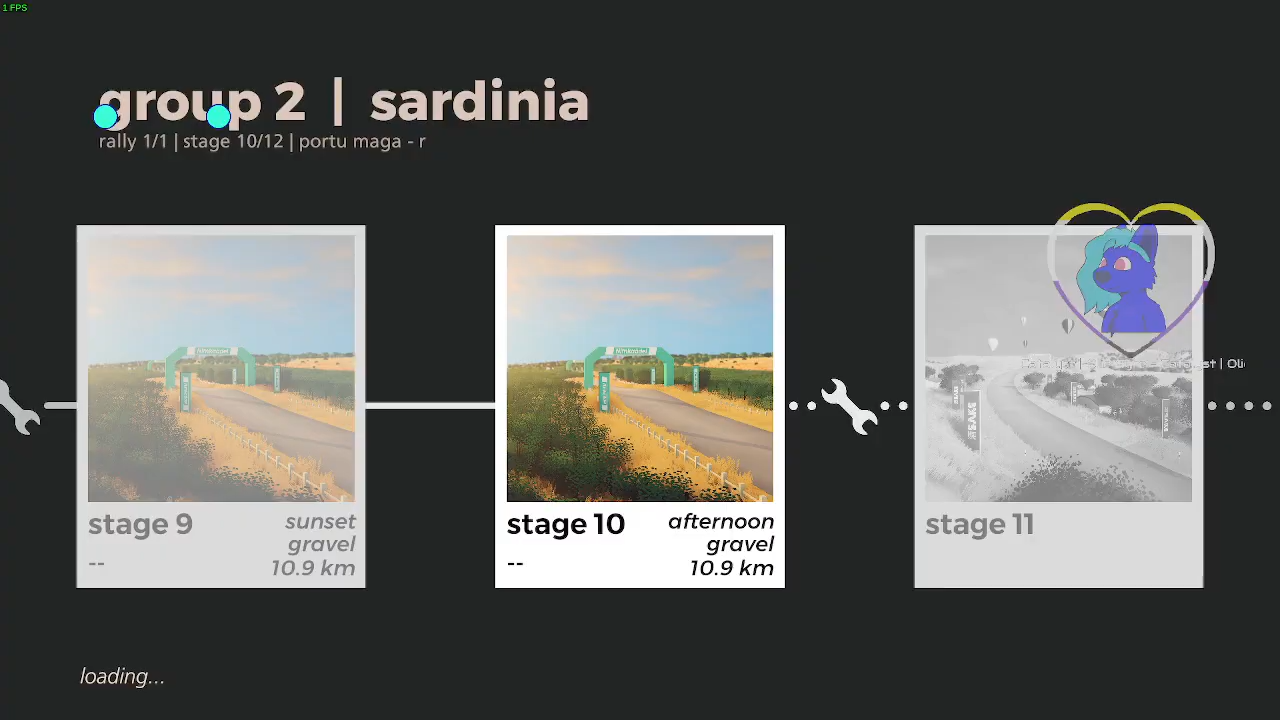 1 FPS
group 2 | sardinia
rally 1/1 | stage 10/12 | portu maga - r
stage 9
sunset
gravel
--
10.9 km
stage 10
afternoon
gravel
--
10.9 km
SAKE
stage 11
loading...